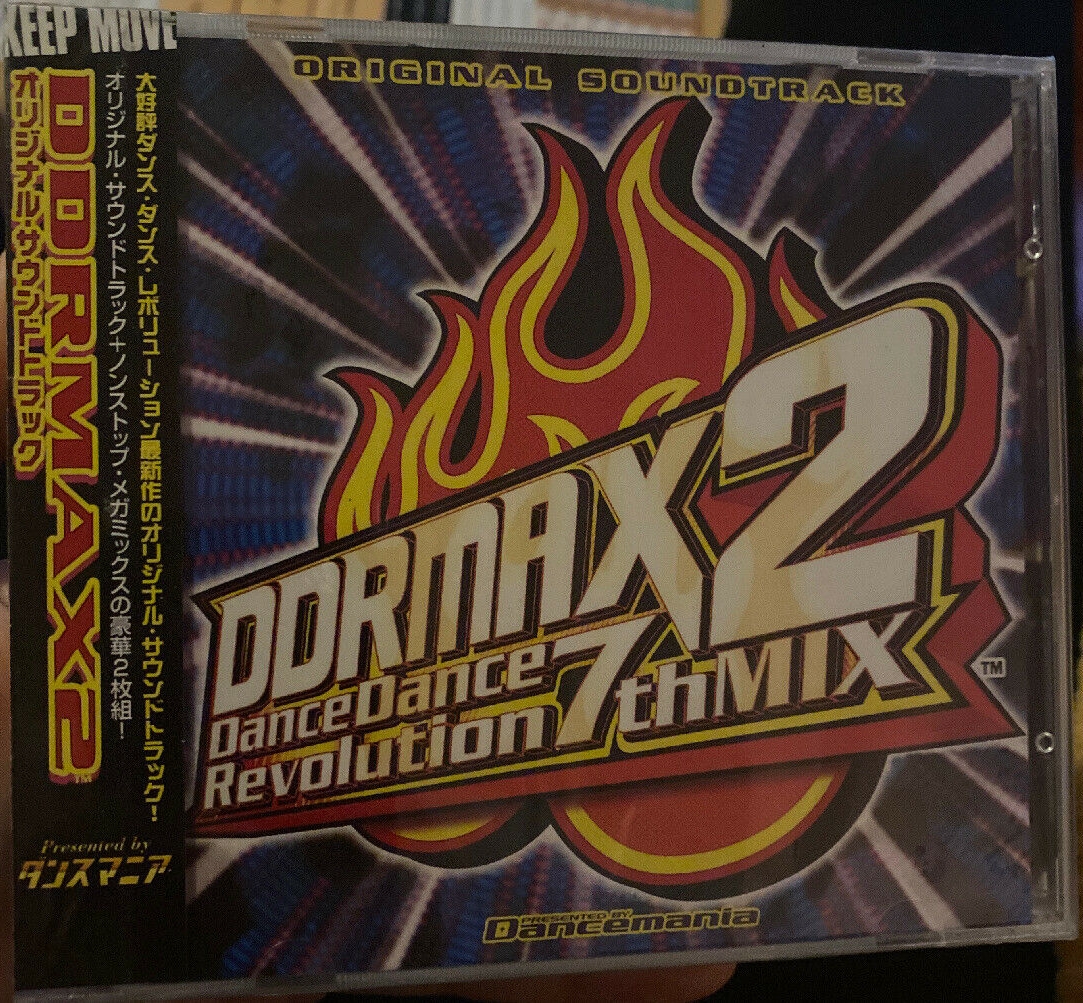 KEEP MOVE
大好評ダンス・ダンス・レボリューション最新作のオリジナル・サウンドトラック!
オリジナル・サウンドトラック+ノンストップ・メガミックスの豪華2枚組!
DDRMAX2™
オリジナル・サウンドトラック
Presented by
ダンスマニア
ORIGINAL SOUNDTRACK
DDRMAX2
DanceDance
Revolution 7thMIX
TM
PRESENTED BY
Dancemania